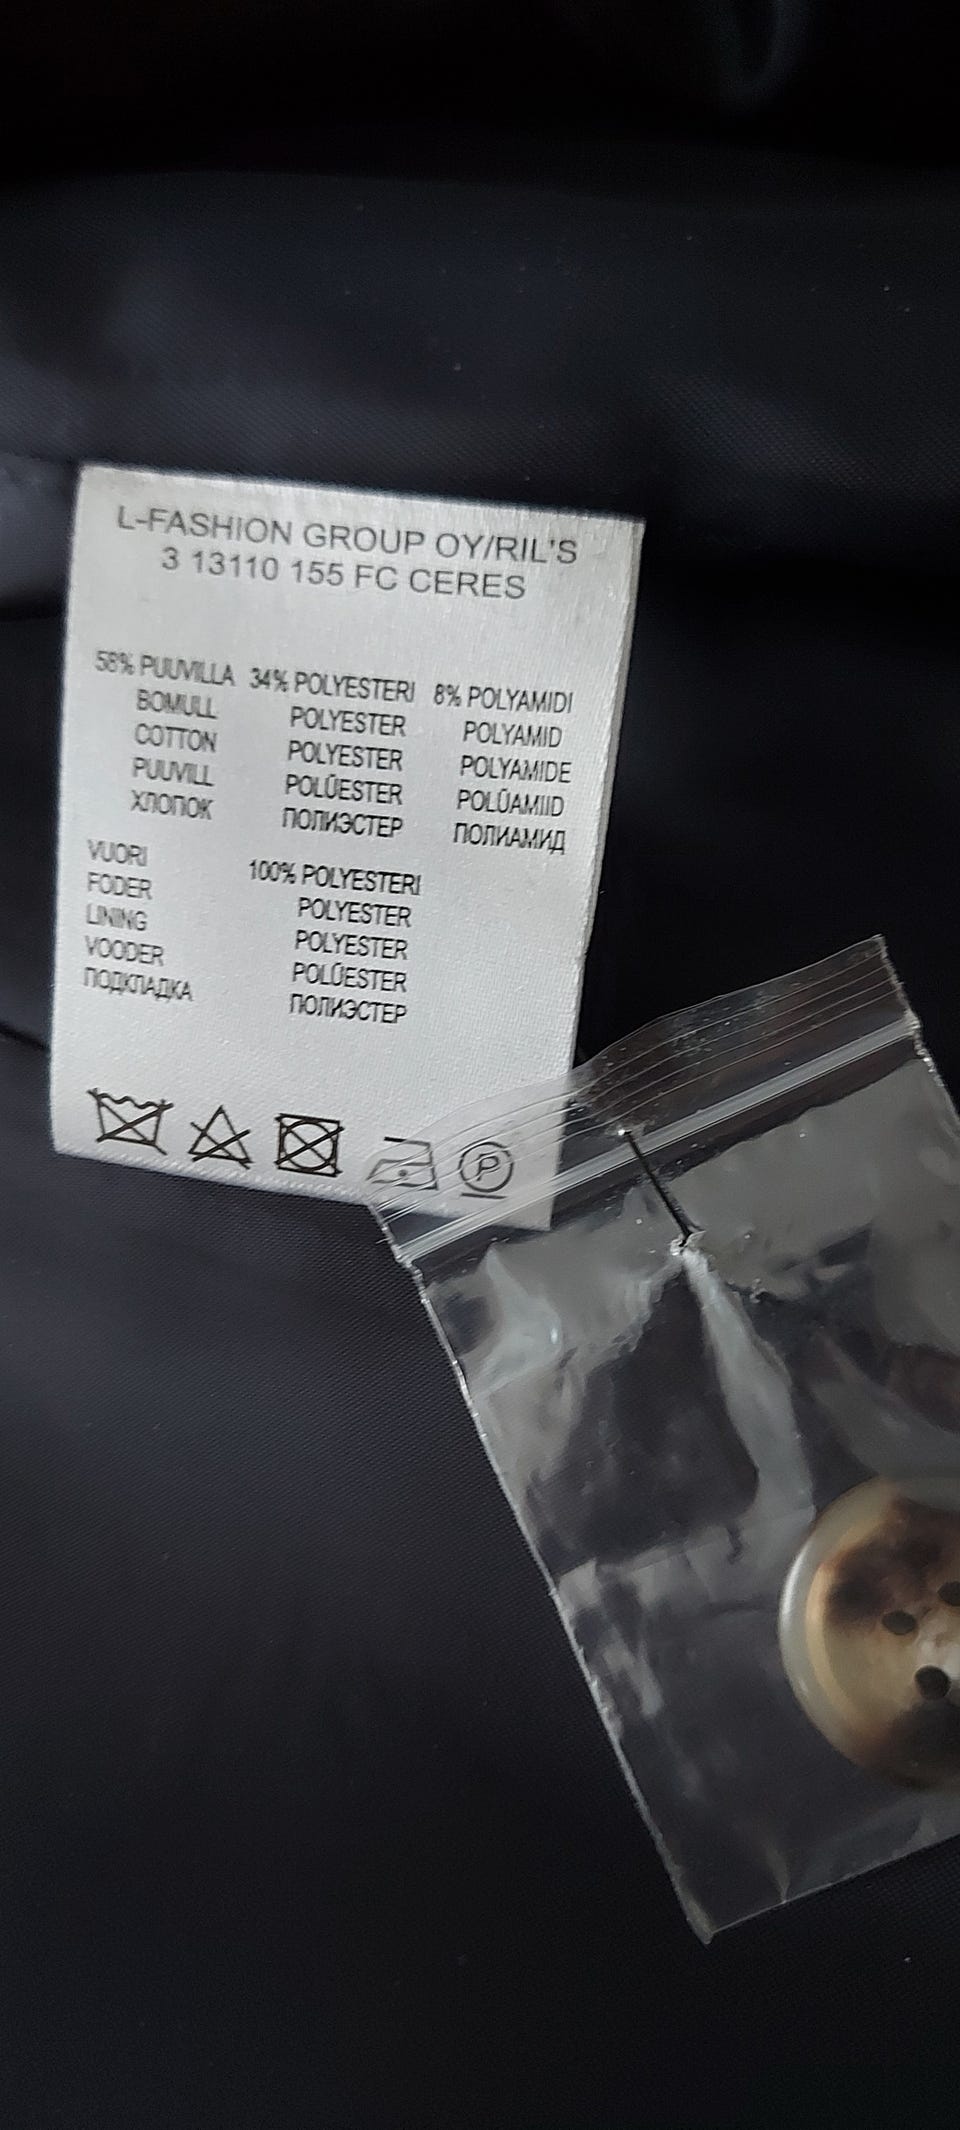 L-FASHION GROUP OY/RIL'S
3 13110 155 FC CERES
58% PUUVILLA 34% POLYESTERI 8% POLYAMIDI
BOMULL POLYESTER POLYAMID
COTTON POLYESTER POLYAMIDE
PUUVILL POLÜESTER POLÜAMIID
ХЛОПОК ПОЛИЭСТЕР ПОЛИАМИД
VUORI 100% POLYESTERI
FODER POLYESTER
LINING POLYESTER
VOODER POLÜESTER
ПОДКЛАДКА ПОЛИЭСТЕР
P